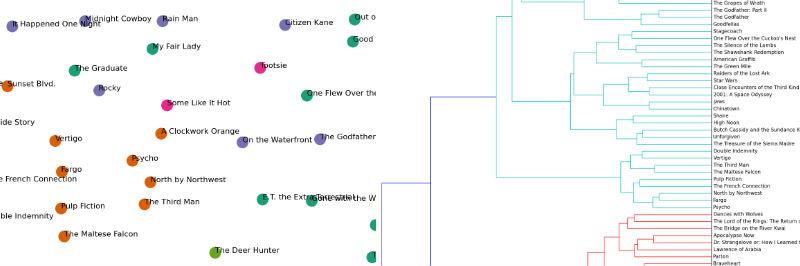 It Happened One Night
Midnight Cowboy
Rain Man
Citizen Kane
Out o
My Fair Lady
Good
The Graduate
Tootsie
e Sunset Blvd.
Rocky
One Flew Over the
Some Like It Hot
ide Story
Vertigo
A Clockwork Orange
On the Waterfront
The Godfather
Psycho
Fargo
e French Connection
North by Northwest
E.T. the Extra-Terrestrial
Gone with the W
Pulp Fiction
The Third Man
ble Indemnity
The Maltese Falcon
The Deer Hunter
The Grapes of Wrath
The Godfather: Part II
The Godfather
Goodfellas
Stagecoach
One Flew Over the Cuckoo's Nest
The Silence of the Lambs
The Shawshank Redemption
American Graffiti
The Green Mile
Raiders of the Lost Ark
Star Wars
Close Encounters of the Third Kind
2001: A Space Odyssey
Jaws
Chinatown
Shane
High Noon
Butch Cassidy and the Sundance K
Unforgiven
The Treasure of the Sierra Madre
Double Indemnity
Vertigo
The Third Man
The Maltese Falcon
Pulp Fiction
The French Connection
North by Northwest
Fargo
Psycho
Dances with Wolves
The Lord of the Rings: The Return o
The Bridge on the River Kwai
Apocalypse Now
Dr. Strangelove or: How I Learned t
Lawrence of Arabia
Patton
Braveheart